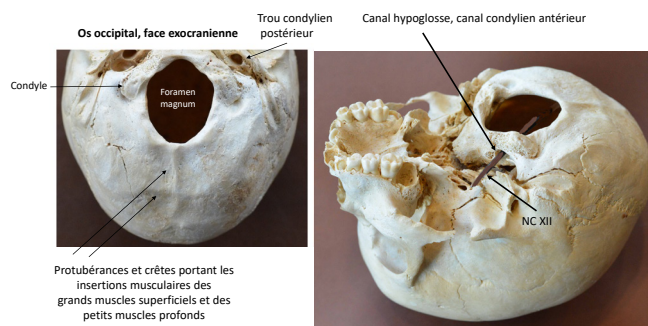 Os occipital, face exocranienne
Trou condylien
postérieur
Canal hypoglosse, canal condylien antérieur
Condyle
Foramen
magnum
NC XII
Protubérances et crêtes portant les
insertions musculaires des
grands muscles superficiels et des
petits muscles profonds